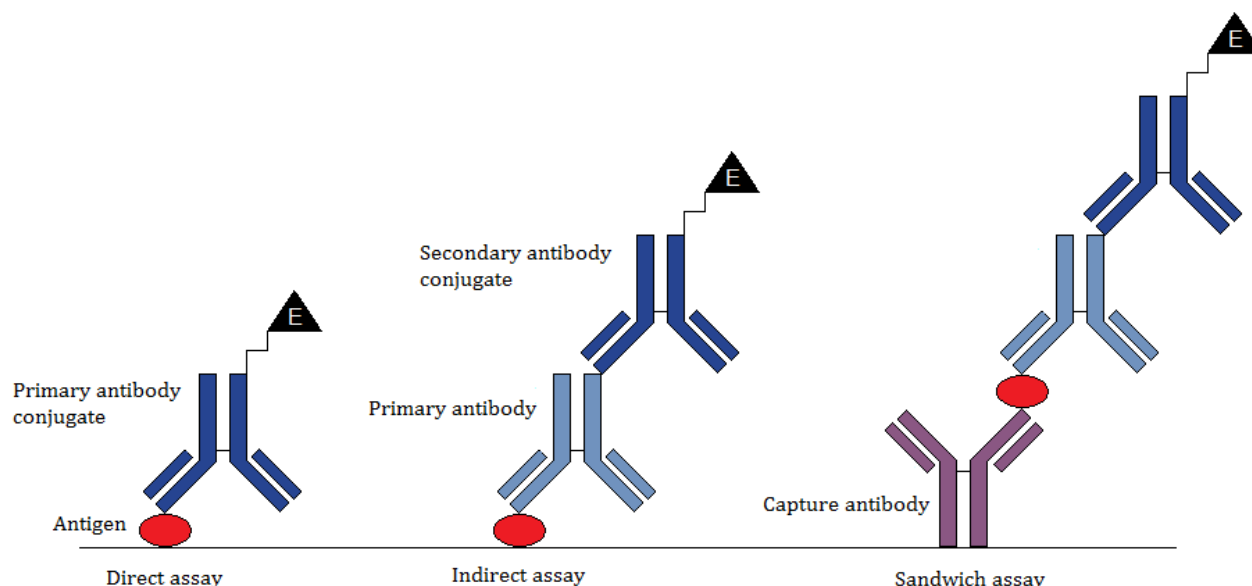 E
E
Secondary antibody
conjugate
E
Primary antibody
conjugate
Primary antibody
Capture antibody
Antigen
Direct assay
Indirect assay
Sandwich assay